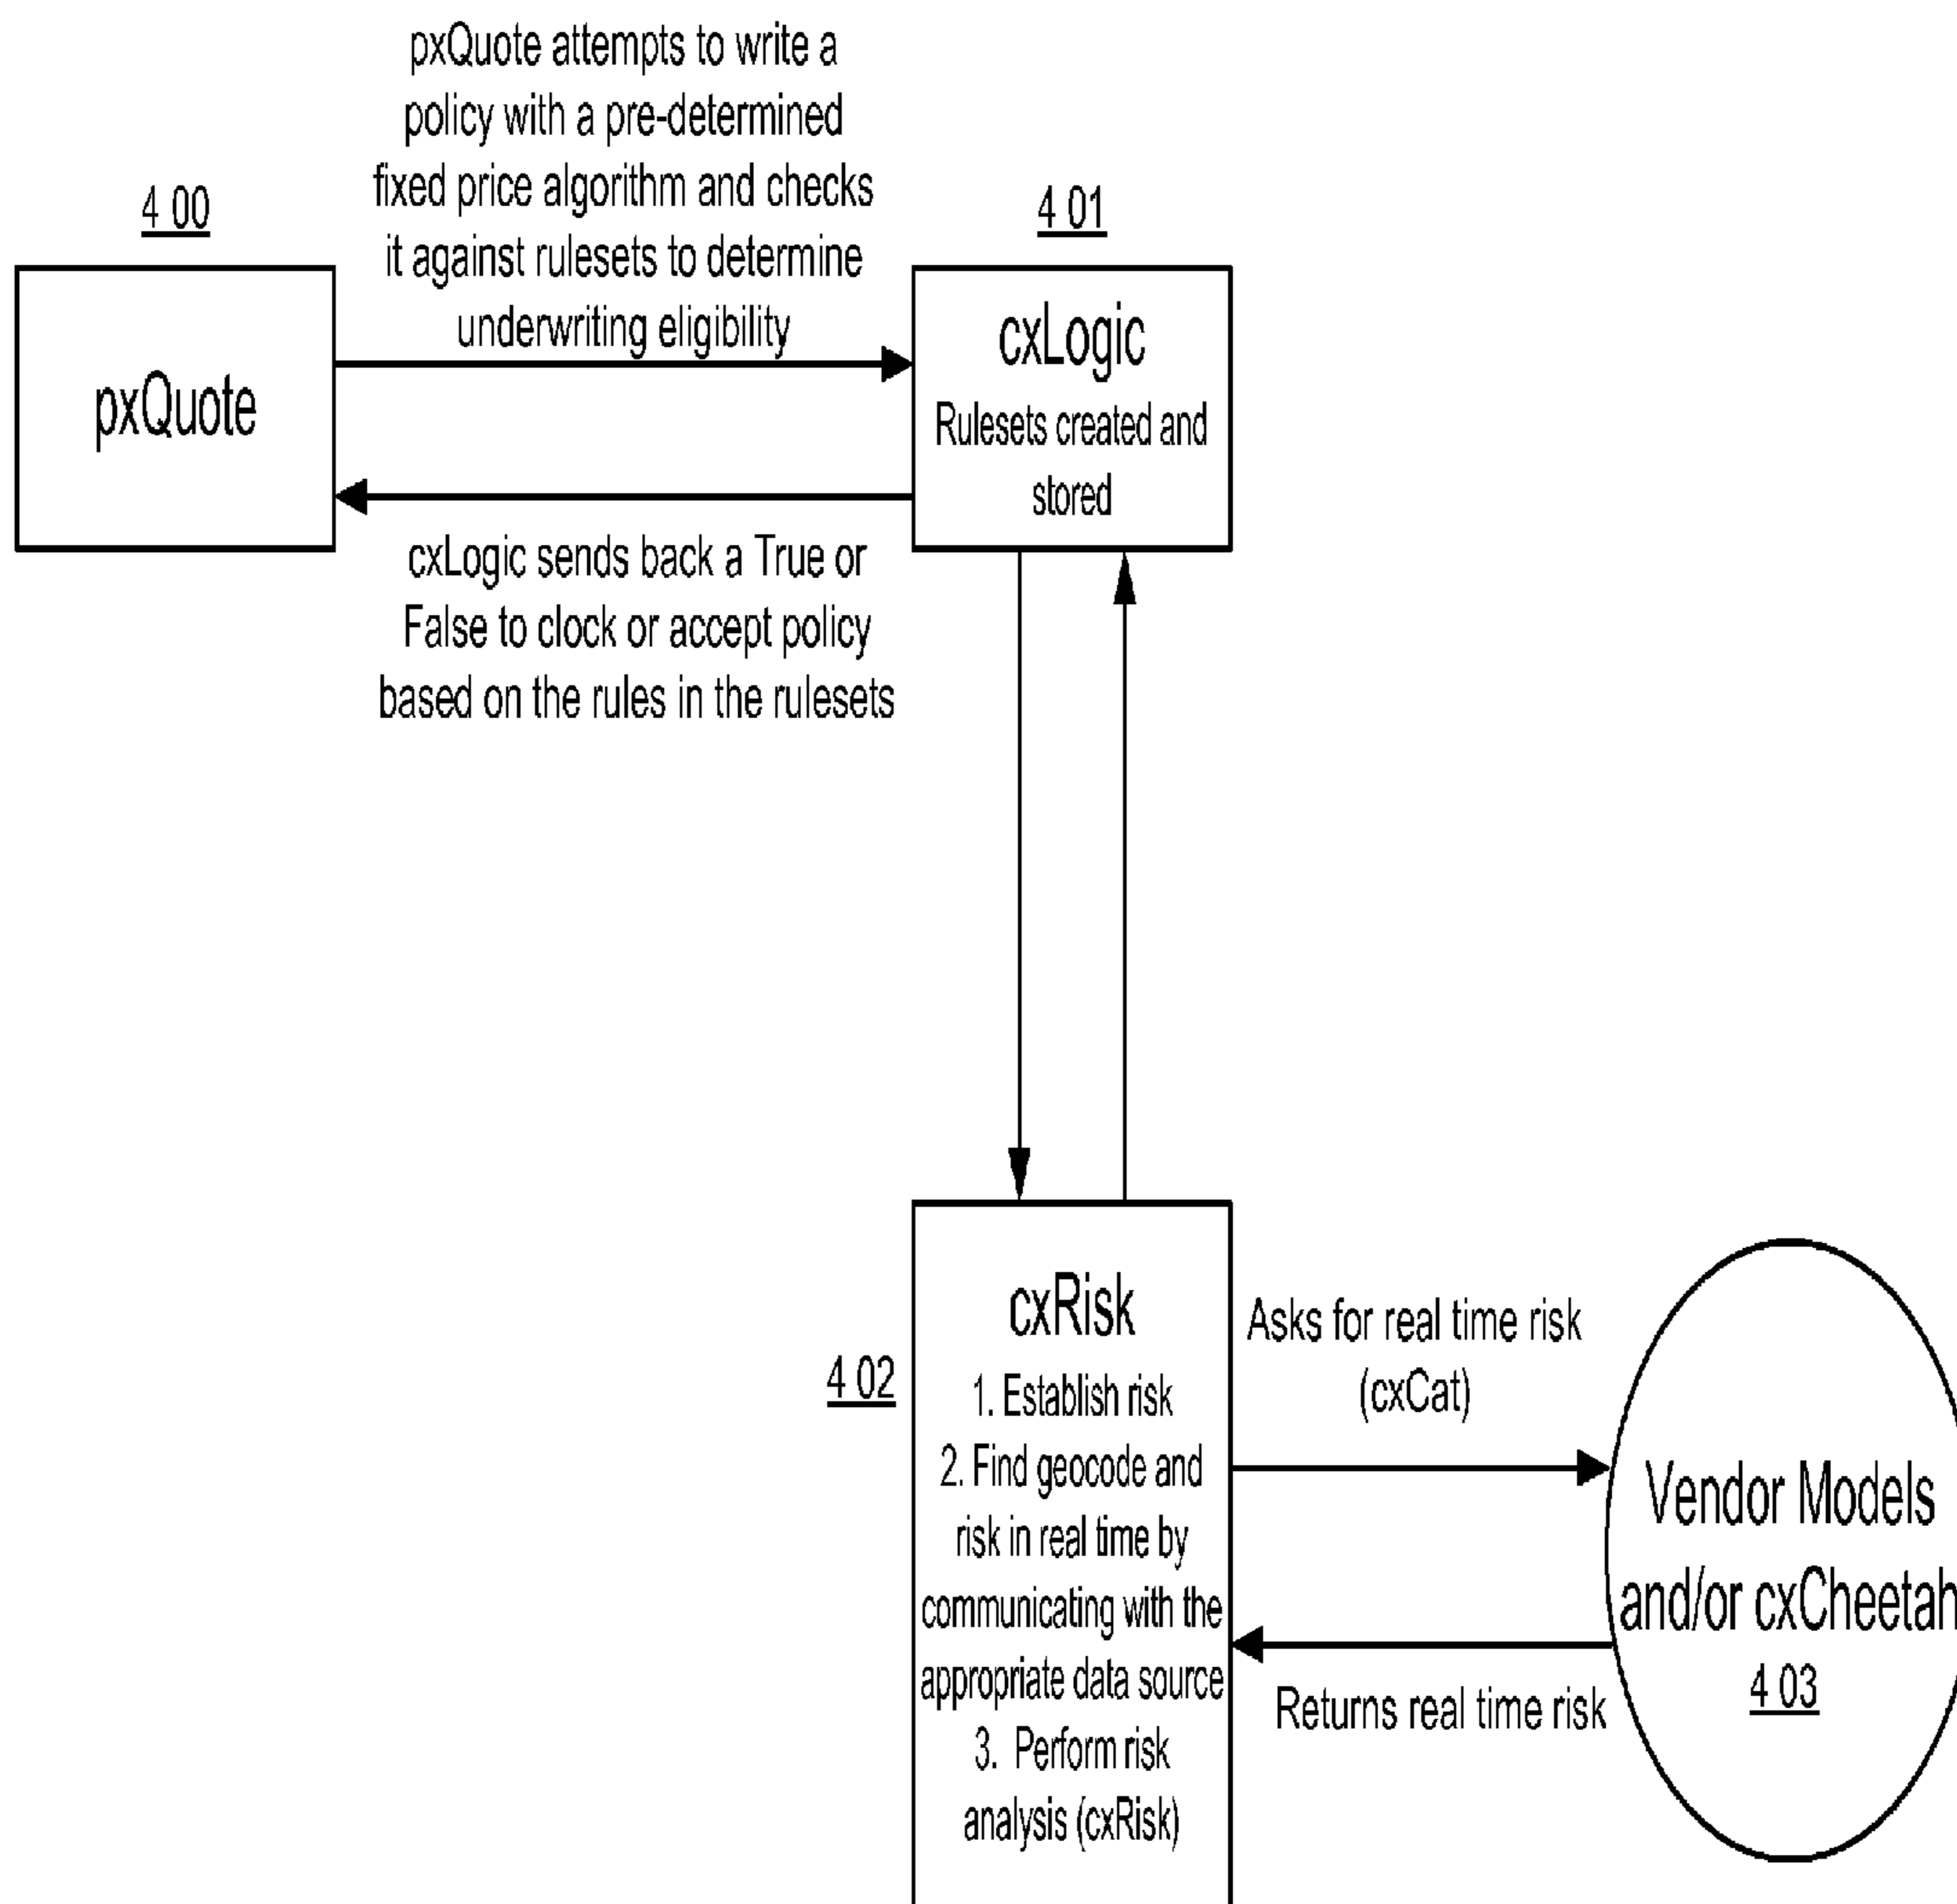 pxQuote attempts to write a
policy with a pre-determined
fixed price algorithm and checks
it against rulesets to determine
underwriting eligibility
4 00
pxQuote
4 01
cxLogic
Rulesets created and
stored
cxLogic sends back a True or
False to clock or accept policy
based on the rules in the rulesets
4 02
cxRisk
1. Establish risk
2. Find geocode and
risk in real time by
communicating with the
appropriate data source
3. Perform risk
analysis (cxRisk)
Asks for real time risk
(cxCat)
Returns real time risk
Vendor Models
and/or cxCheetah
4 03